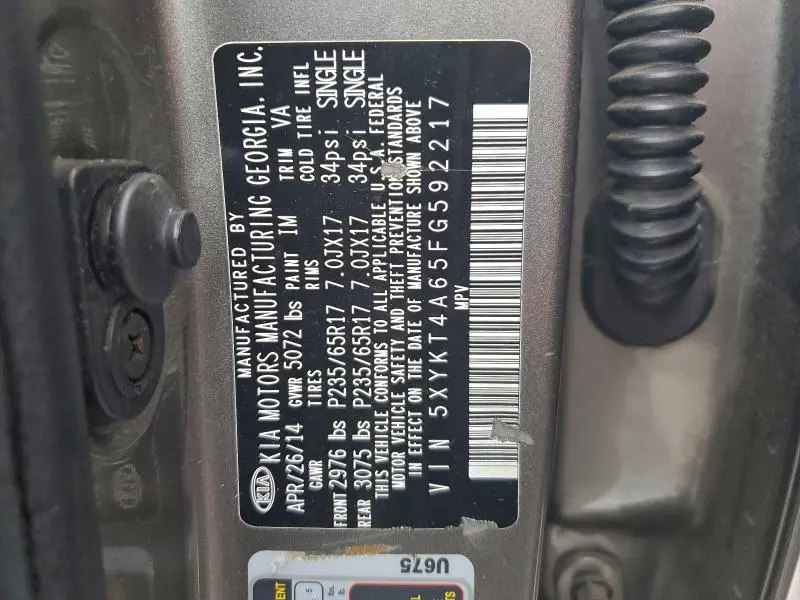 MANUFACTURED BY
KIA KIA MOTORS MANUFACTURING GEORGIA, INC.
APR/26/14 GVWR 5072 lbs PAINT IM TRIM VA
GAWR TIRES RIMS COLD TIRE INFL
FRONT 2976 lbs P235/65R17 7.0JX17 34psi SINGLE
REAR 3075 lbs P235/65R17 7.0JX17 34psi SINGLE
THIS VEHICLE CONFORMS TO ALL APPLICABLE U.S.A. FEDERAL
MOTOR VEHICLE SAFETY AND THEFT PREVENTION STANDARDS
IN EFFECT ON THE DATE OF MANUFACTURE SHOWN ABOVE
VIN 5XYKT4A65FG592217
MPV
U675